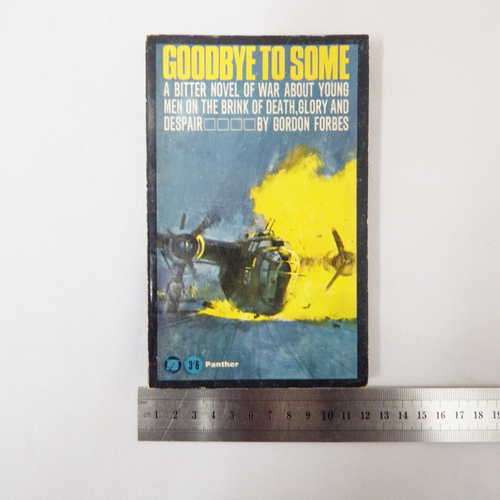 GOODBYE TO SOME
A BITTER NOVEL OF WAR ABOUT YOUNG
MEN ON THE BRINK OF DEATH, GLORY AND
DESPAIR □□□□ BY GORDON FORBES
3'6 Panther
1 2 3 4 5 6 7 8 9 10 11 12 13 14 15 16 17 18 19